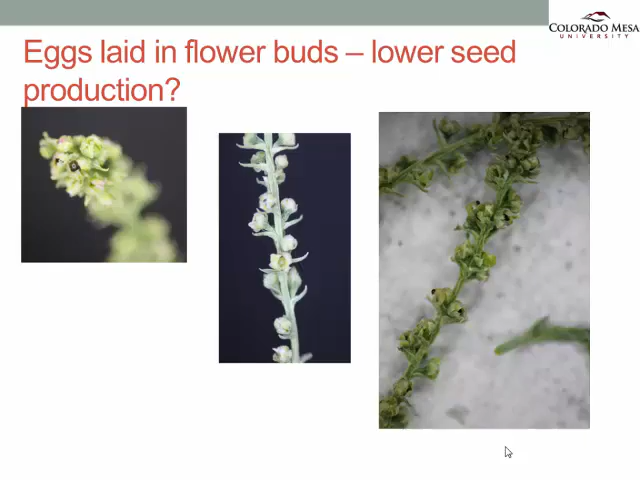 COLORADO MESA
UNIVERSITY
Eggs laid in flower buds – lower seed
production?